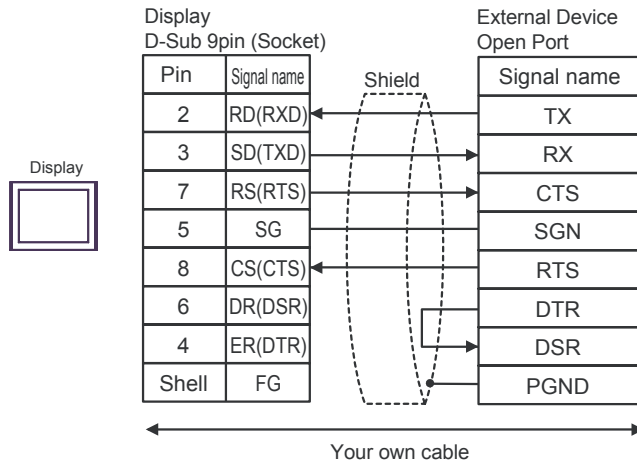 Display
D-Sub 9pin (Socket)
External Device
Open Port
Pin Signal name Shield Signal name
2 RD(RXD) TX
3 SD(TXD) RX
Display
7 RS(RTS) CTS
5 SG SGN
8 CS(CTS) RTS
6 DR(DSR) DTR
4 ER(DTR) DSR
Shell FG PGND
Your own cable